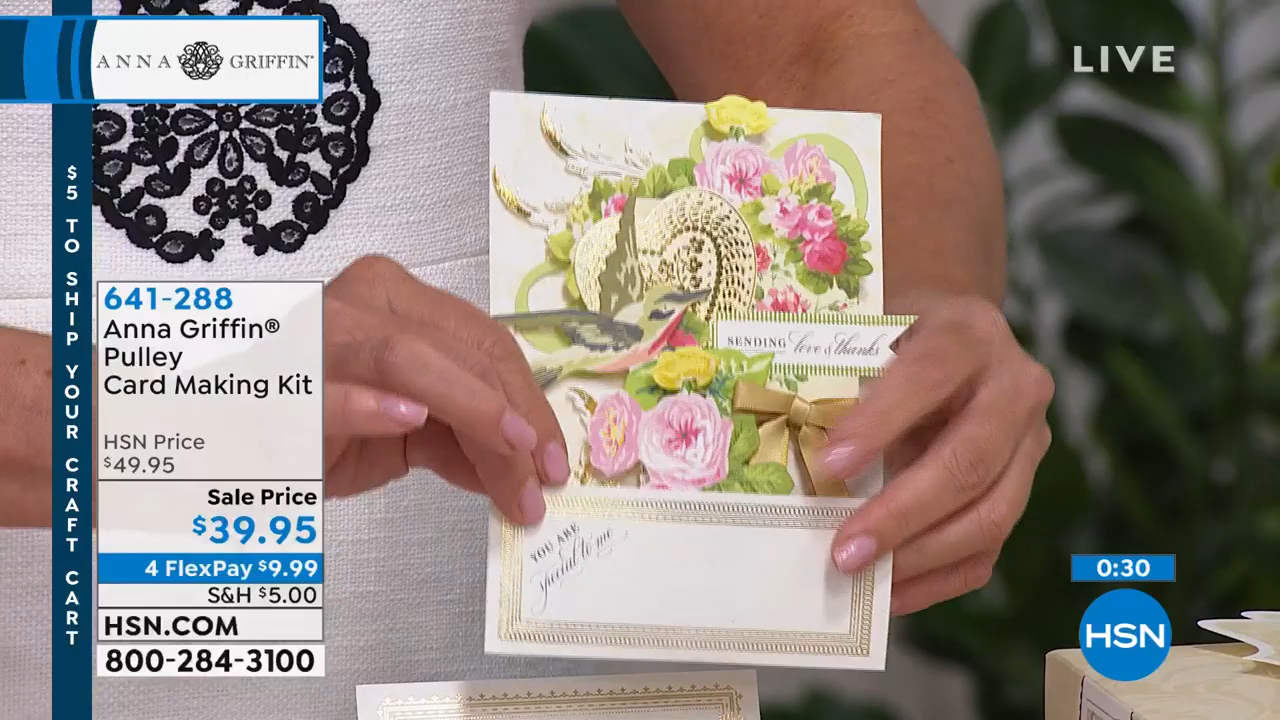 ANNA GRIFFIN®
LIVE
$5 TO SHIP YOUR CRAFT CART
641-288
Anna Griffin®
Pulley
Card Making Kit
HSN Price
$49.95
Sale Price
$39.95
4 FlexPay $9.99
S&H $5.00
HSN.COM
800-284-3100
SENDING love & thanks
YOU ARE
special to me
0:30
HSN